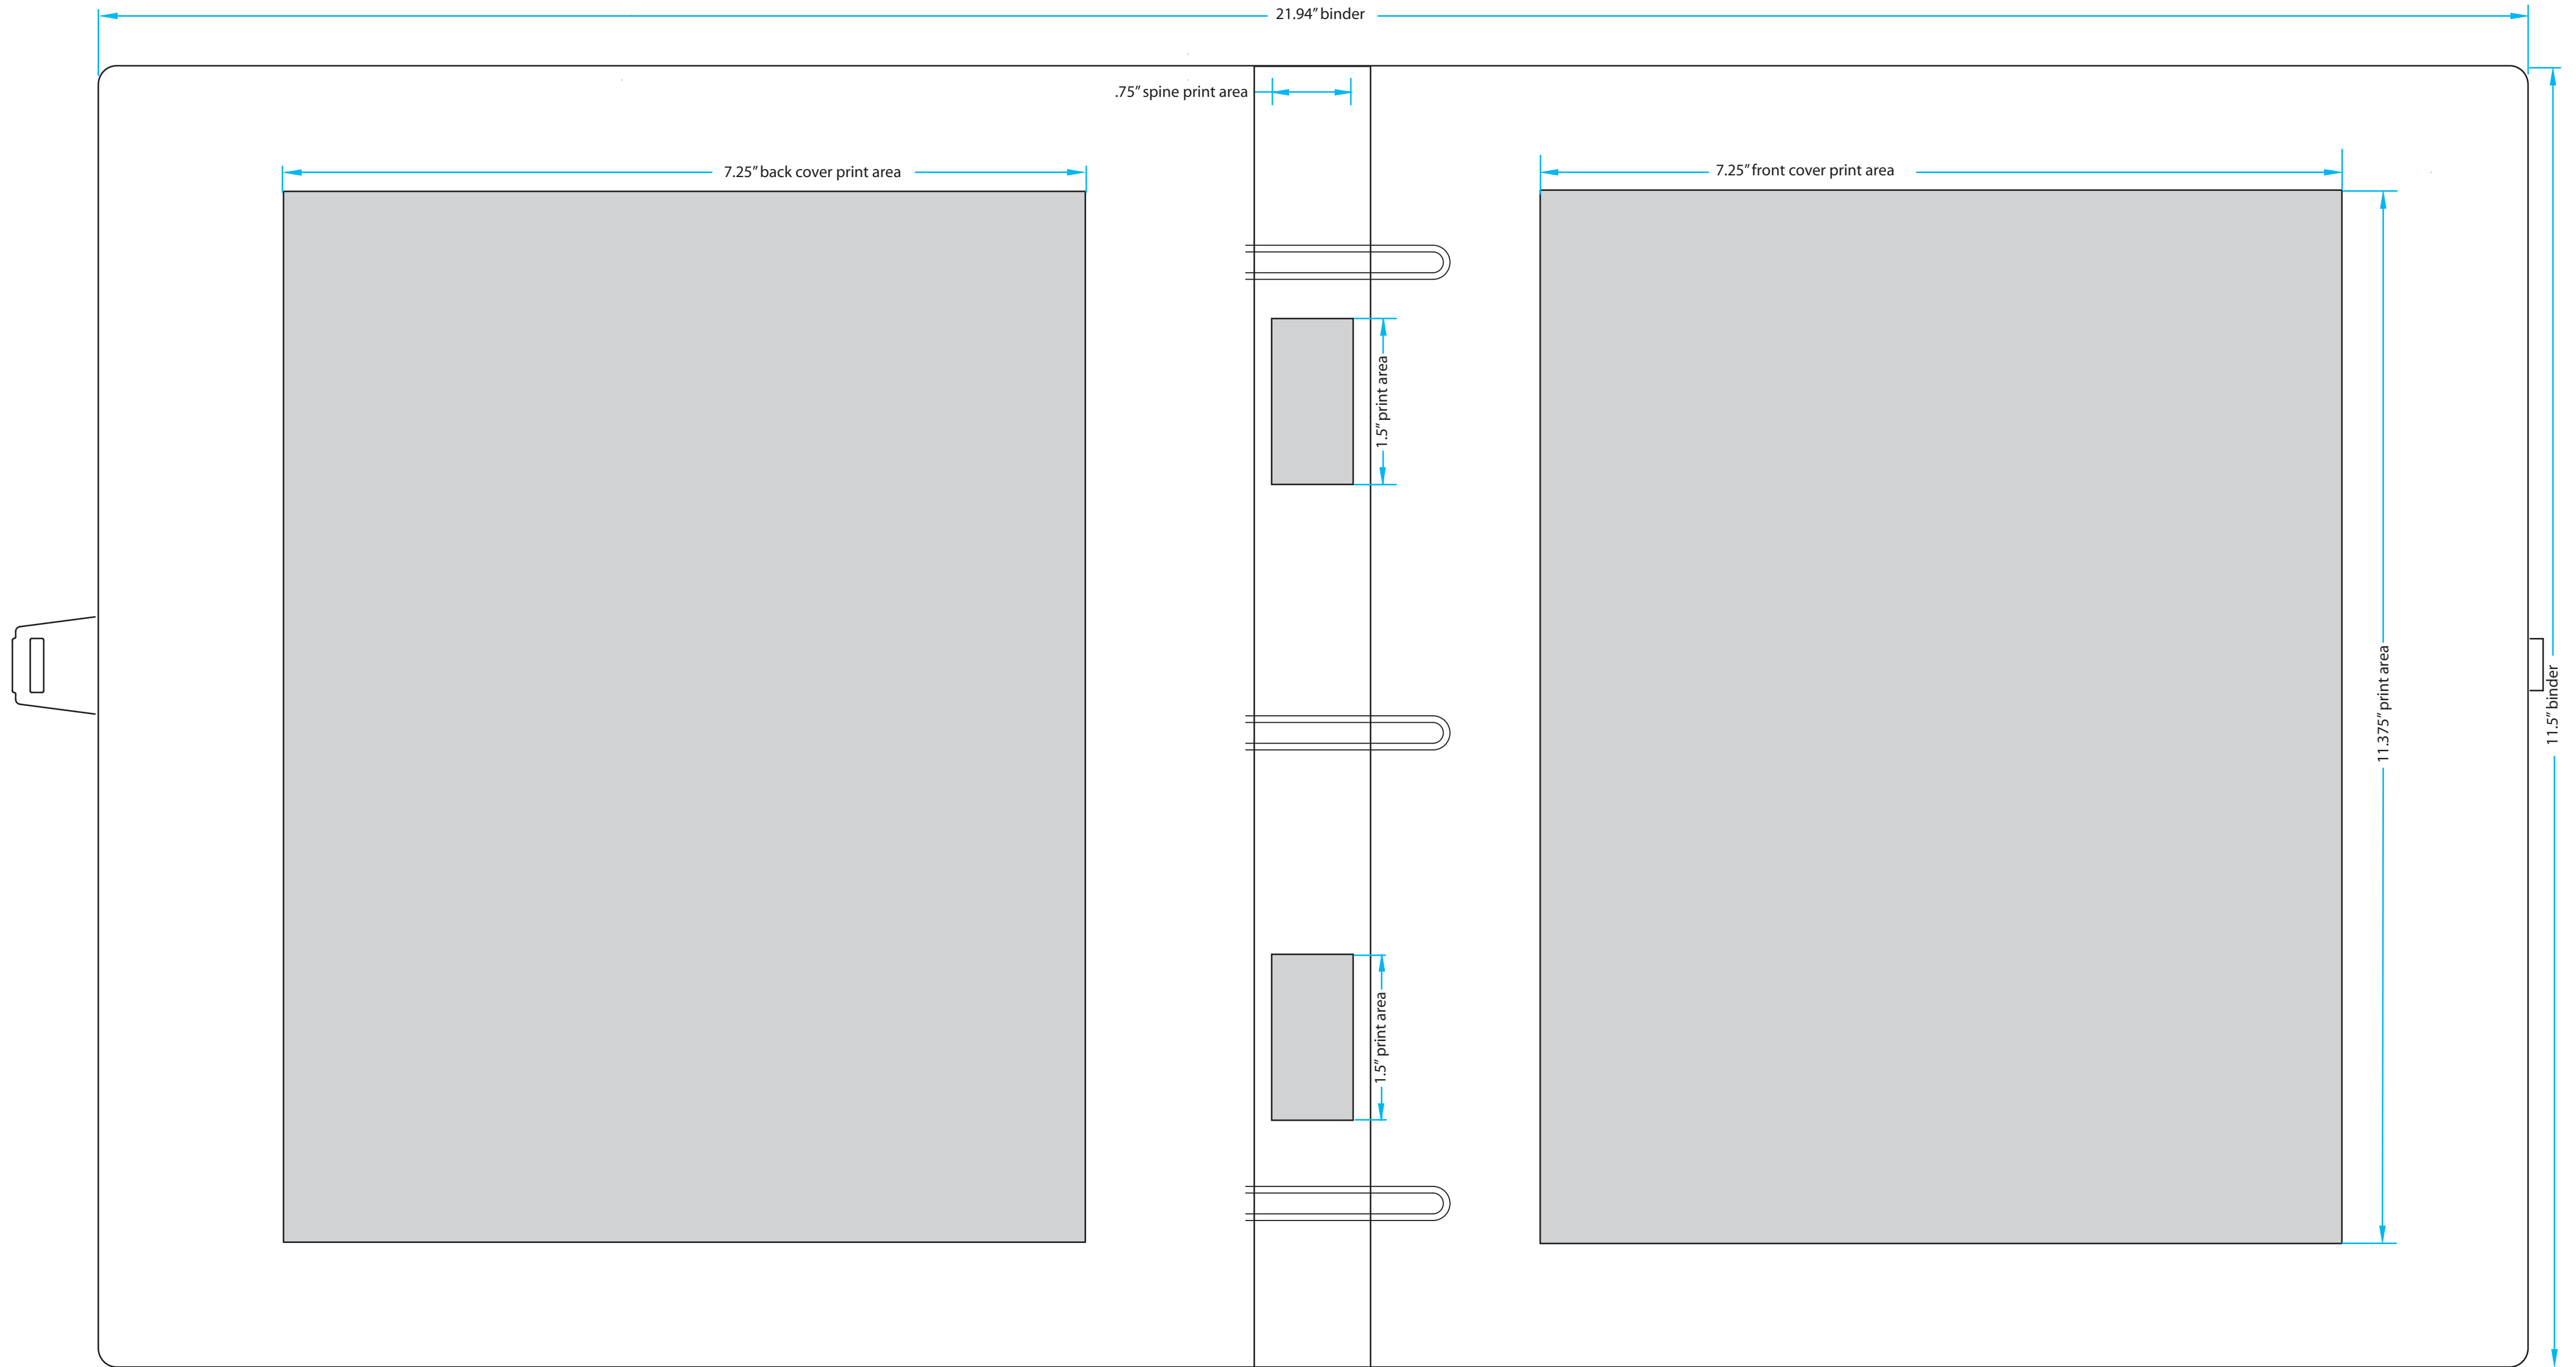 21.94" binder
.75" spine print area
7.25" back cover print area
7.25" front cover print area
1.5" print area
11.375" print area
11.5" binder
1.5" print area